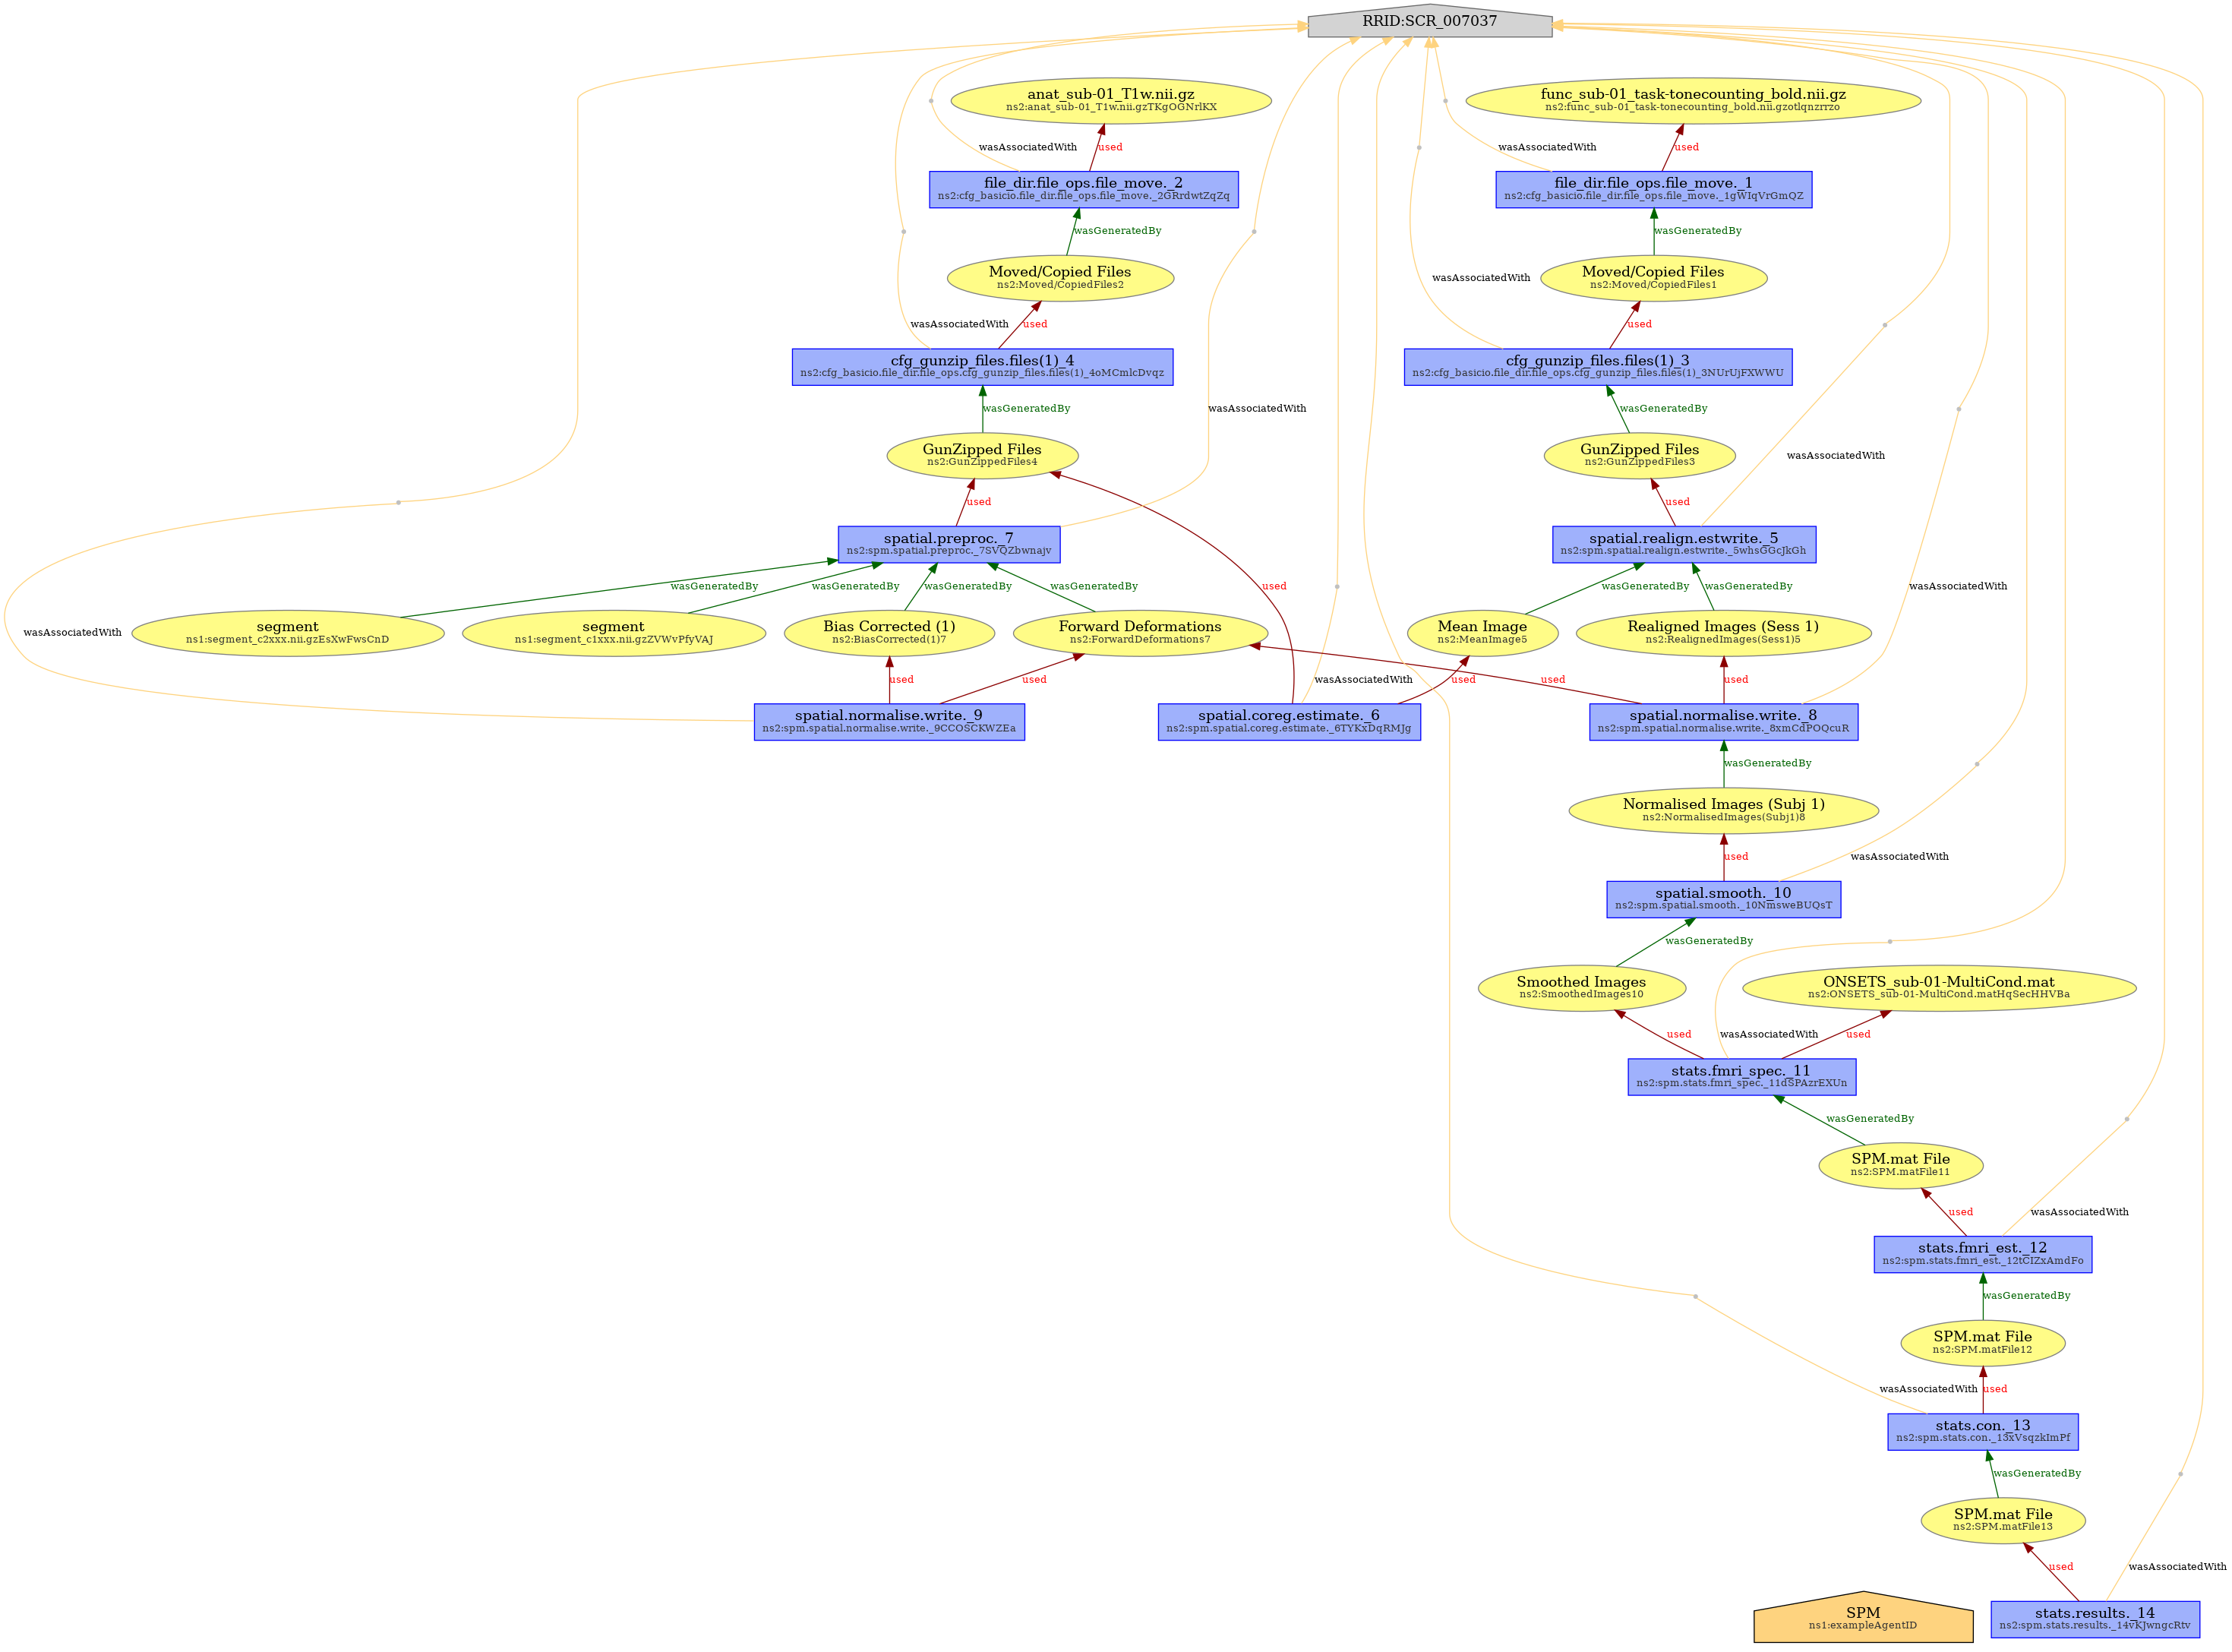 RRID:SCR_007037
anat_sub-01_T1w.nii.gz
ns2:anat_sub-01_T1w.nii.gzTKgOGNrlKX
func_sub-01_task-tonecounting_bold.nii.gz
ns2:func_sub-01_task-tonecounting_bold.nii.gzotlqnzrrzo
wasAssociatedWith
used
wasAssociatedWith
used
file_dir.file_ops.file_move._2
ns2:cfg_basicio.file_dir.file_ops.file_move._2GRrdwtZqZq
file_dir.file_ops.file_move._1
ns2:cfg_basicio.file_dir.file_ops.file_move._1gWIqVrGmQZ
wasGeneratedBy
wasGeneratedBy
Moved/Copied Files
ns2:Moved/CopiedFiles2
wasAssociatedWith
Moved/Copied Files
ns2:Moved/CopiedFiles1
wasAssociatedWith
used
used
cfg_gunzip_files.files(1)_4
ns2:cfg_basicio.file_dir.file_ops.cfg_gunzip_files.files(1)_4oMCmlcDvqz
cfg_gunzip_files.files(1)_3
ns2:cfg_basicio.file_dir.file_ops.cfg_gunzip_files.files(1)_3NUrUjFXWWU
wasGeneratedBy
wasAssociatedWith
wasGeneratedBy
GunZipped Files
ns2:GunZippedFiles4
GunZipped Files
ns2:GunZippedFiles3
wasAssociatedWith
used
used
spatial.preproc._7
ns2:spm.spatial.preproc._7SVQZbwnajv
spatial.realign.estwrite._5
ns2:spm.spatial.realign.estwrite._5whsGGcJkGh
wasGeneratedBy
wasGeneratedBy
wasGeneratedBy
wasGeneratedBy
used
wasGeneratedBy
wasGeneratedBy
wasAssociatedWith
wasAssociatedWith
segment
ns1:segment_c2xxx.nii.gzEsXwFwsCnD
segment
ns1:segment_c1xxx.nii.gzZVWvPfyVAJ
Bias Corrected (1)
ns2:BiasCorrected(1)7
Forward Deformations
ns2:ForwardDeformations7
Mean Image
ns2:MeanImage5
Realigned Images (Sess 1)
ns2:RealignedImages(Sess1)5
used
used
wasAssociatedWith
used
used
used
spatial.normalise.write._9
ns2:spm.spatial.normalise.write._9CCOSCKWZEa
spatial.coreg.estimate._6
ns2:spm.spatial.coreg.estimate._6TYKxDqRMJg
spatial.normalise.write._8
ns2:spm.spatial.normalise.write._8xmCdPOQcuR
wasGeneratedBy
Normalised Images (Subj 1)
ns2:NormalisedImages(Subj1)8
used
wasAssociatedWith
spatial.smooth._10
ns2:spm.spatial.smooth._10NmsweBUQsT
wasGeneratedBy
Smoothed Images
ns2:SmoothedImages10
ONSETS_sub-01-MultiCond.mat
ns2:ONSETS_sub-01-MultiCond.matHqSecHHVBa
used
wasAssociatedWith
used
stats.fmri_spec._11
ns2:spm.stats.fmri_spec._11dSPAzrEXUn
wasGeneratedBy
SPM.mat File
ns2:SPM.matFile11
used
wasAssociatedWith
stats.fmri_est._12
ns2:spm.stats.fmri_est._12tCIZxAmdFo
wasGeneratedBy
SPM.mat File
ns2:SPM.matFile12
wasAssociatedWith
used
stats.con._13
ns2:spm.stats.con._13xVsqzkImPf
wasGeneratedBy
SPM.mat File
ns2:SPM.matFile13
used
wasAssociatedWith
SPM
ns1:exampleAgentID
stats.results._14
ns2:spm.stats.results._14vKJwngcRtv